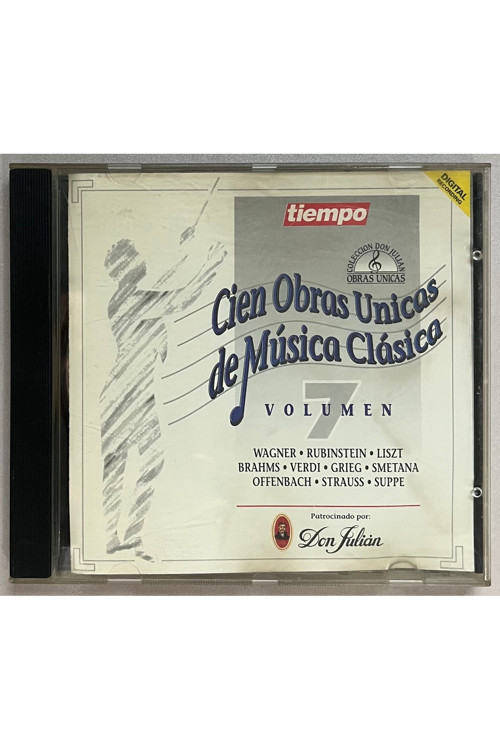 DIGITAL
RECORDING
tiempo
COLECCION DON JULIAN
OBRAS UNICAS
Cien Obras Unicas
de Música Clásica
7
VOLUMEN
WAGNER • RUBINSTEIN • LISZT
BRAHMS • VERDI • GRIEG • SMETANA
OFFENBACH • STRAUSS • SUPPE
Patrocinado por:
Don Julián